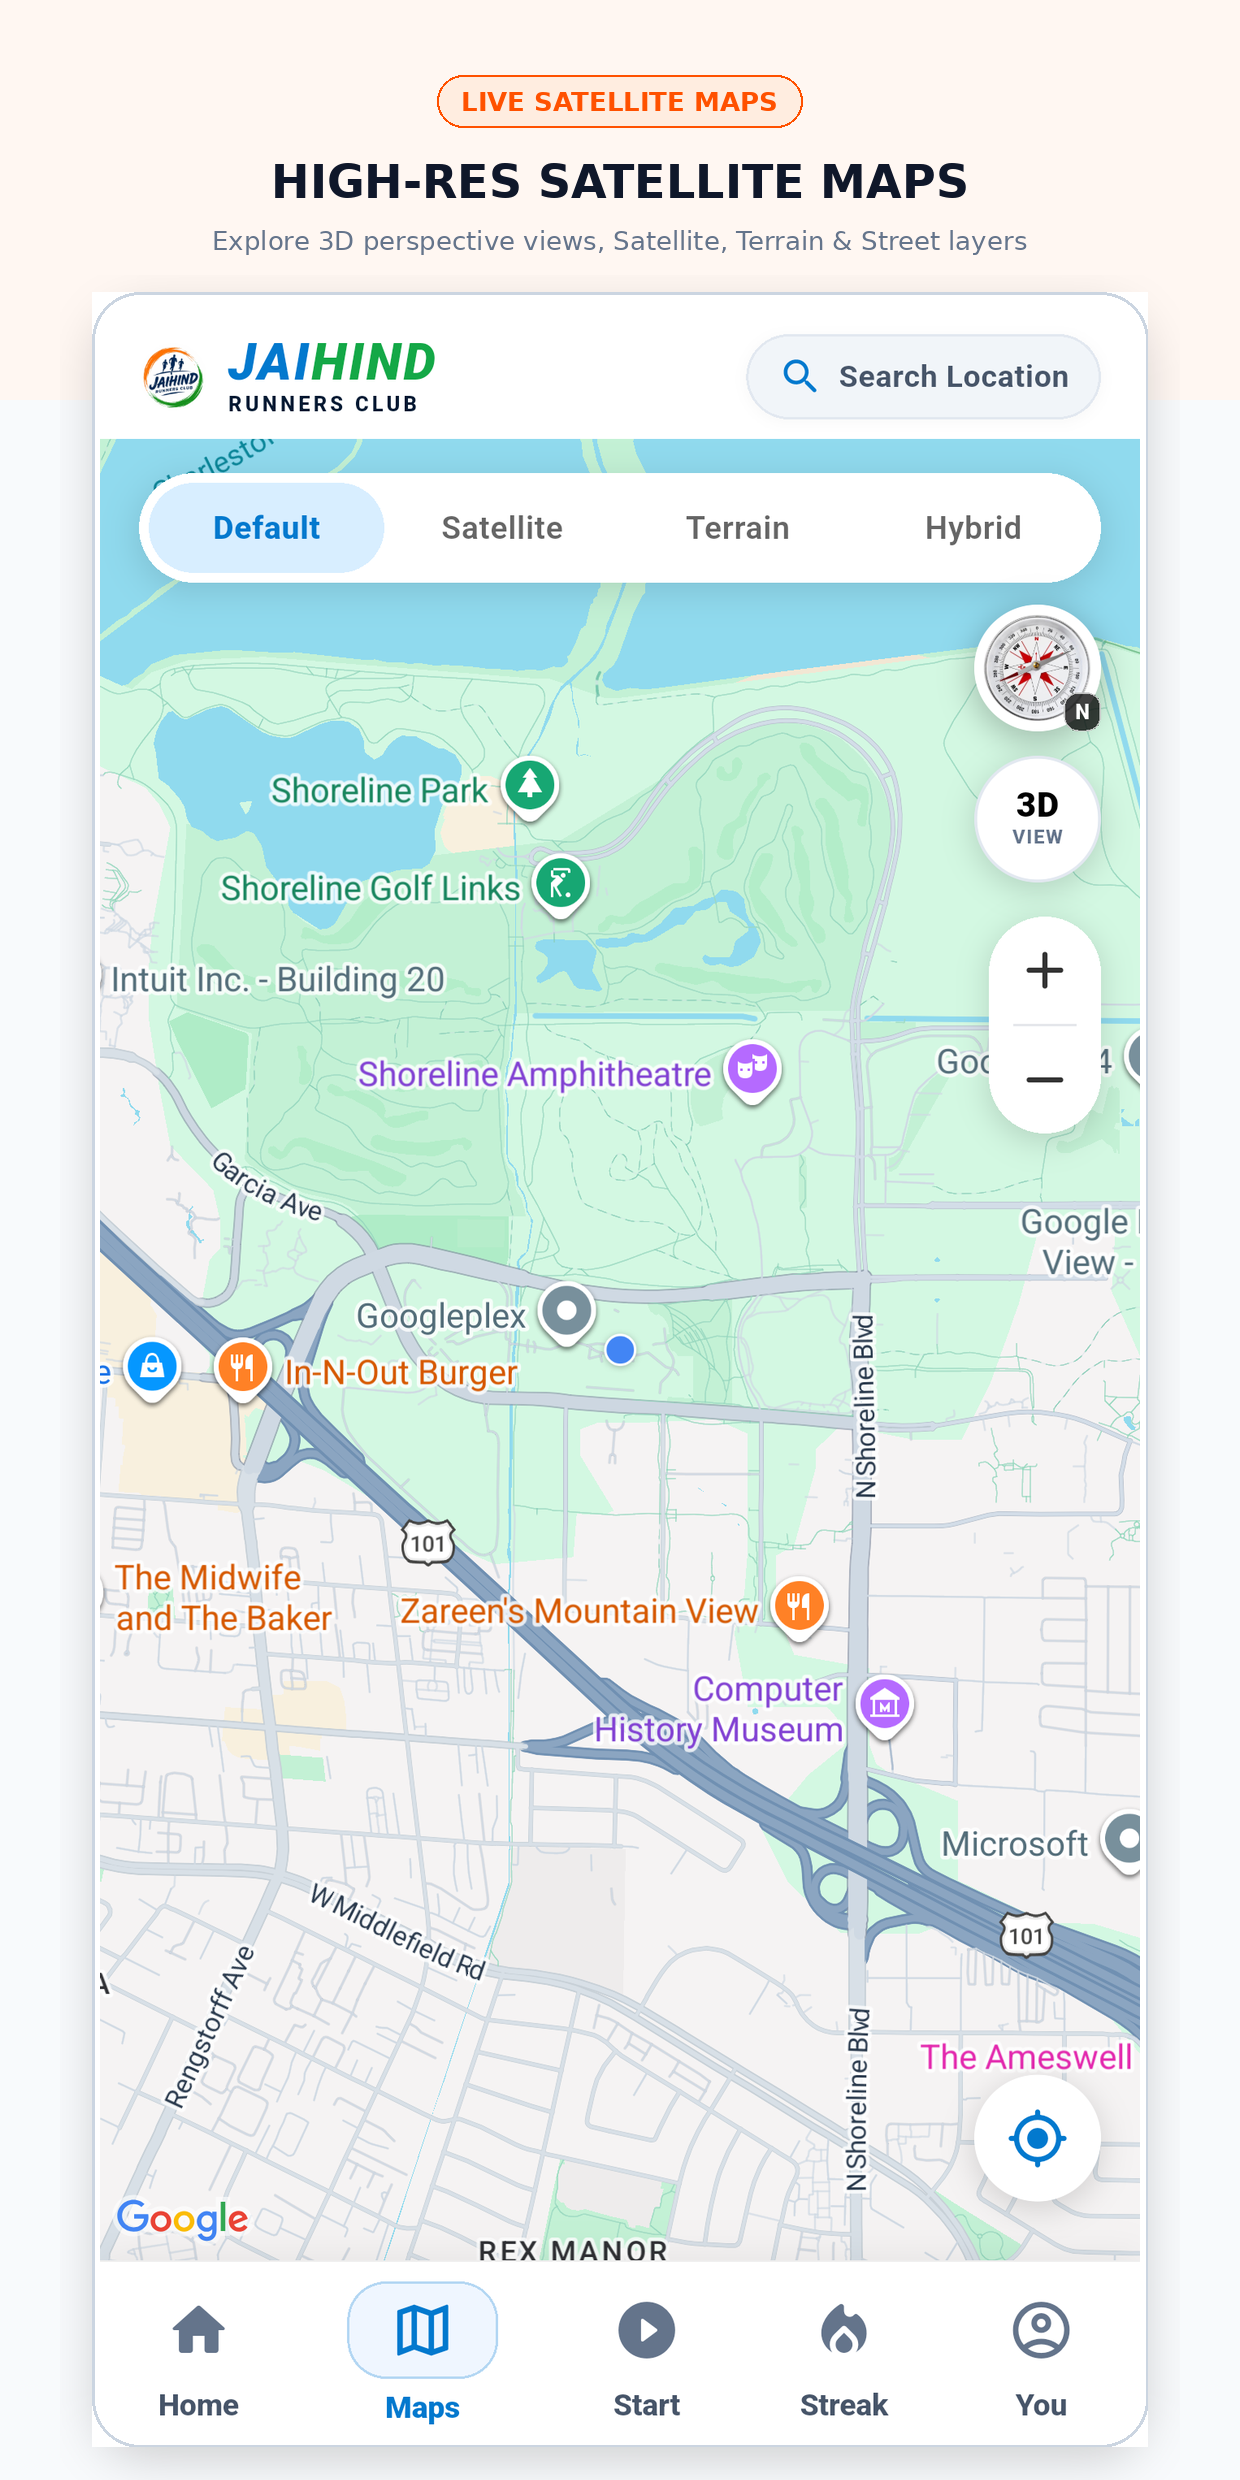 LIVE SATELLITE MAPS
HIGH-RES SATELLITE MAPS
Explore 3D perspective views, Satellite, Terrain & Street layers
JAIHIND
RUNNERS CLUB
JAIHIND
RUNNERS CLUB
Search Location
Default
Satellite
Terrain
Hybrid
N
3D
VIEW
Shoreline Park
Shoreline Golf Links
Intuit Inc. - Building 20
Shoreline Amphitheatre
4
Garcia Ave
Google
View -
Googleplex
e
In-N-Out Burger
N Shoreline Blvd
101
The Midwife
and The Baker
Zareen's Mountain View
Computer
History Museum
Microsoft
W Middlefield Rd
101
A
Rengstorff Ave
N Shoreline Blvd
The Ameswell
Google
REX MANOR
Home
Maps
Start
Streak
You